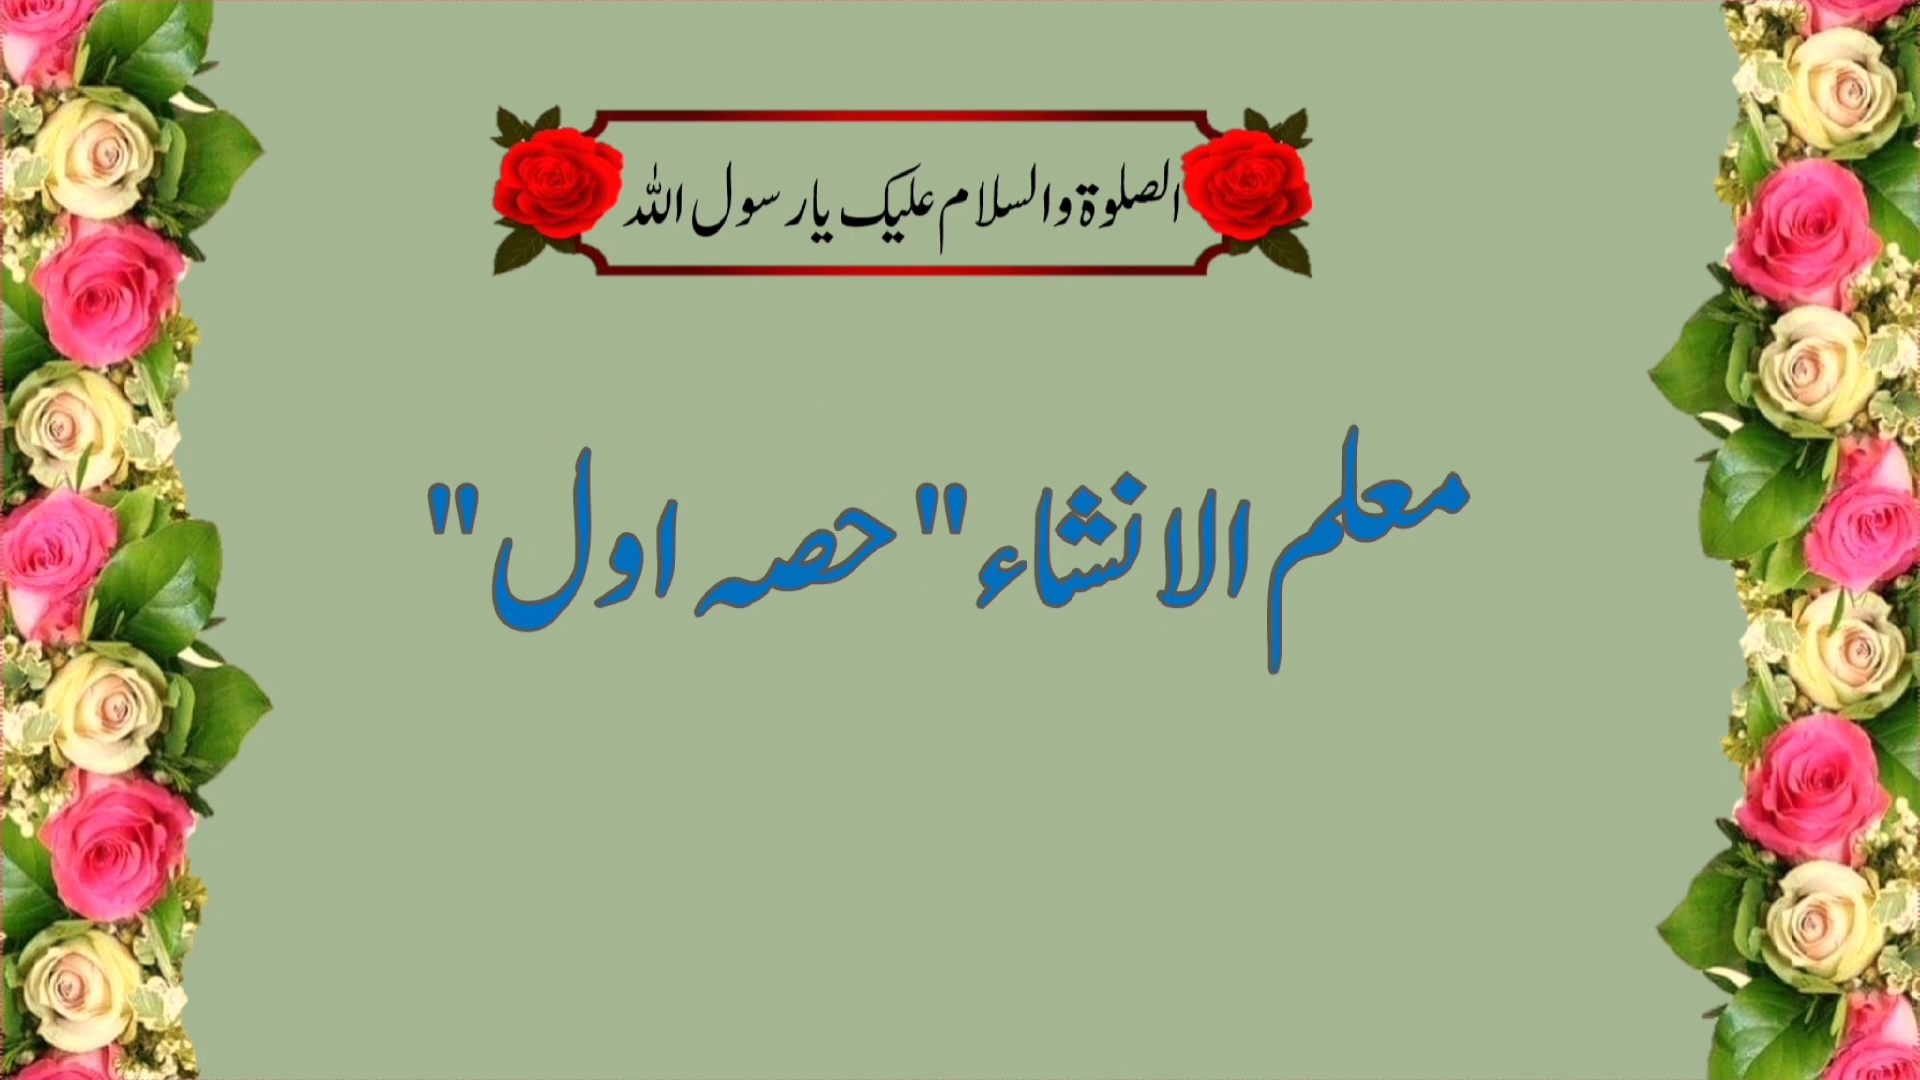 الصلوۃ والسلام علیک یارسول اللہ
معلم الانشاء "حصہ اول"